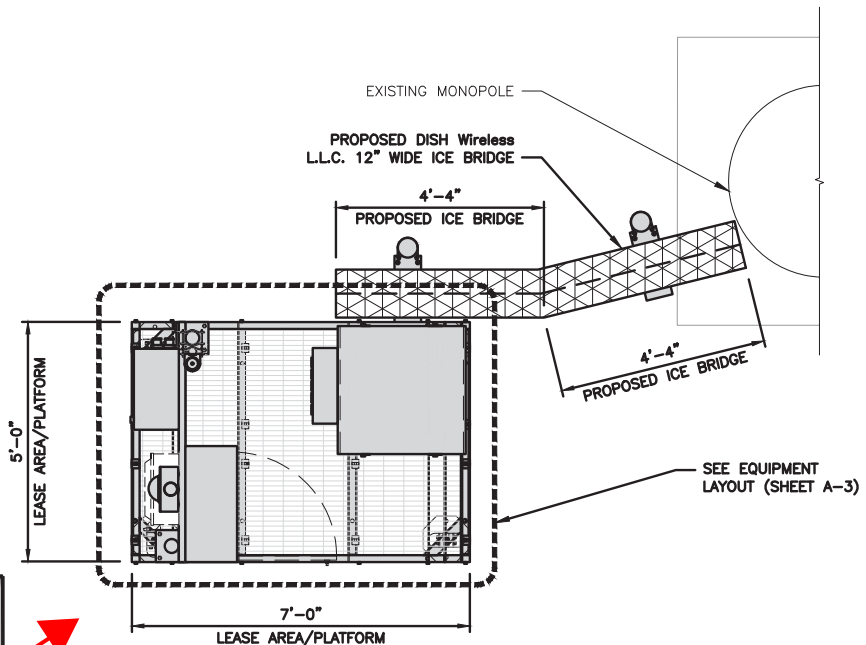 EXISTING MONOPOLE
PROPOSED DISH Wireless
L.L.C. 12" WIDE ICE BRIDGE
4'-4"
PROPOSED ICE BRIDGE
4'-4"
PROPOSED ICE BRIDGE
5'-0"
LEASE AREA/PLATFORM
SEE EQUIPMENT
LAYOUT (SHEET A-3)
7'-0"
LEASE AREA/PLATFORM